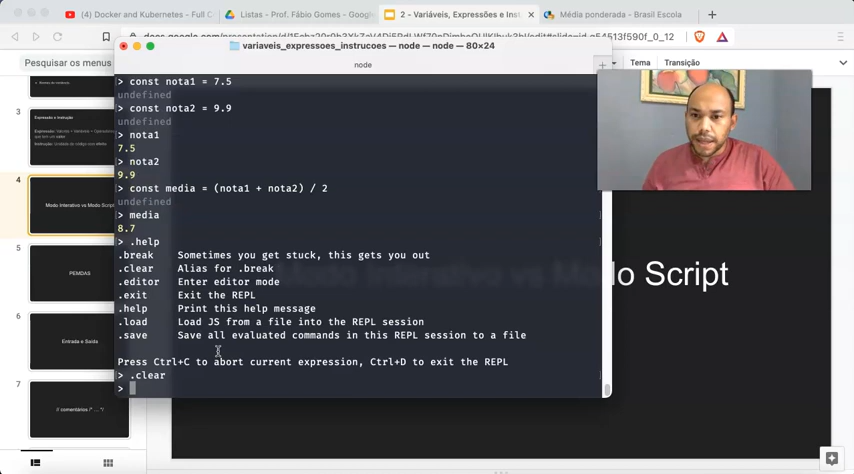 (4) Docker and Kubernetes - Full C
Listas - Prof. Fábio Gomes - Google
2 - Variáveis, Expressões e Inst
Média ponderada - Brasil Escola
Pesquisar os menus
Tema
Transição
variaveis_expressoes_instrucoes — node — node — 80×24
node
> const nota1 = 7.5
undefined
> const nota2 = 9.9
undefined
> nota1
7.5
> nota2
9.9
> const media = (nota1 + nota2) / 2
undefined
> media
8.7
> .help
.break Sometimes you get stuck, this gets you out
.clear Alias for .break
.editor Enter editor mode
.exit Exit the REPL
.help Print this help message
.load Load JS from a file into the REPL session
.save Save all evaluated commands in this REPL session to a file
Press Ctrl+C to abort current expression, Ctrl+D to exit the REPL
> .clear
>
3
Expressão e Instrução
4
Modo Interativo vs Modo Script
5
PEMDAS
6
Entrada e Saída
7
// comentários /* ... */
Modo Interativo vs Modo Script